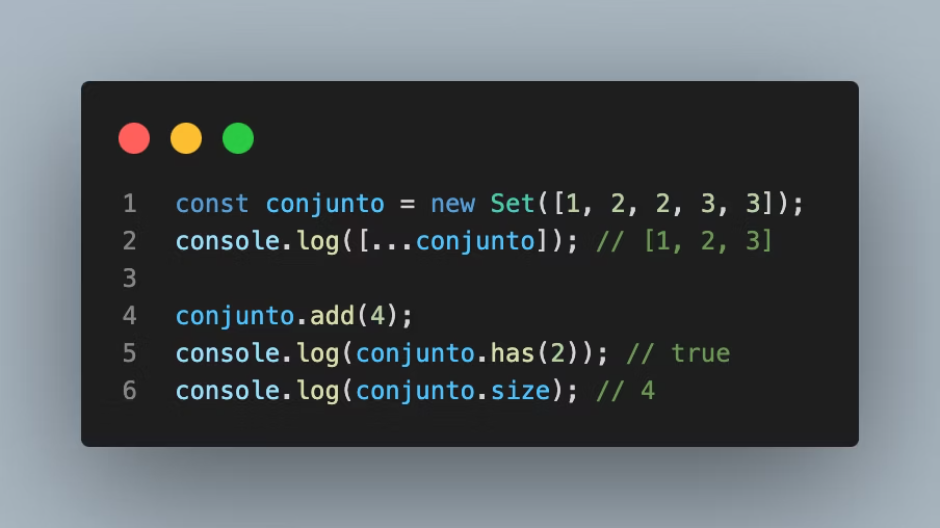 1 const conjunto = new Set([1, 2, 2, 3, 3]);
2 console.log([...conjunto]); // [1, 2, 3]
3
4 conjunto.add(4);
5 console.log(conjunto.has(2)); // true
6 console.log(conjunto.size); // 4